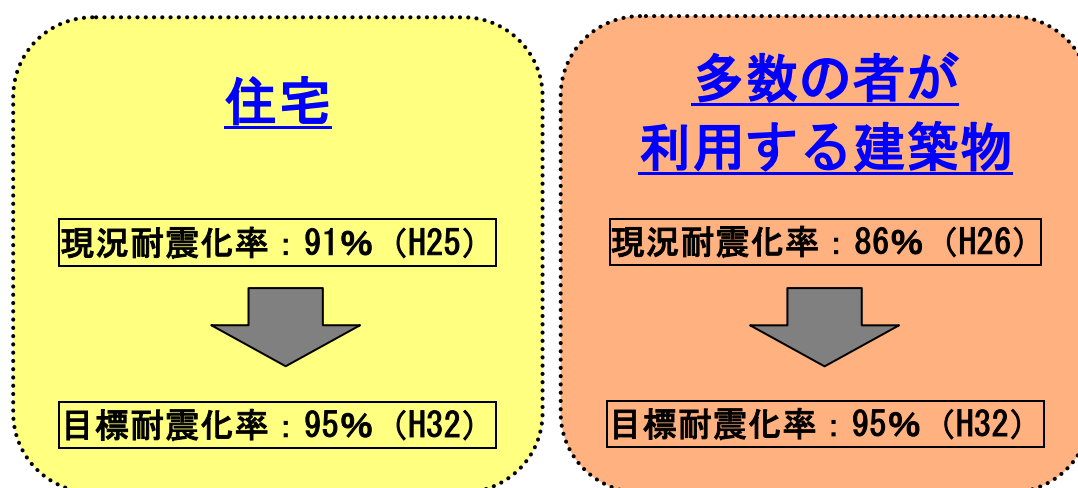 住宅
現況耐震化率：91%（H25）
目標耐震化率：95%（H32）
多数の者が
利用する建築物
現況耐震化率：86%（H26）
目標耐震化率：95%（H32）